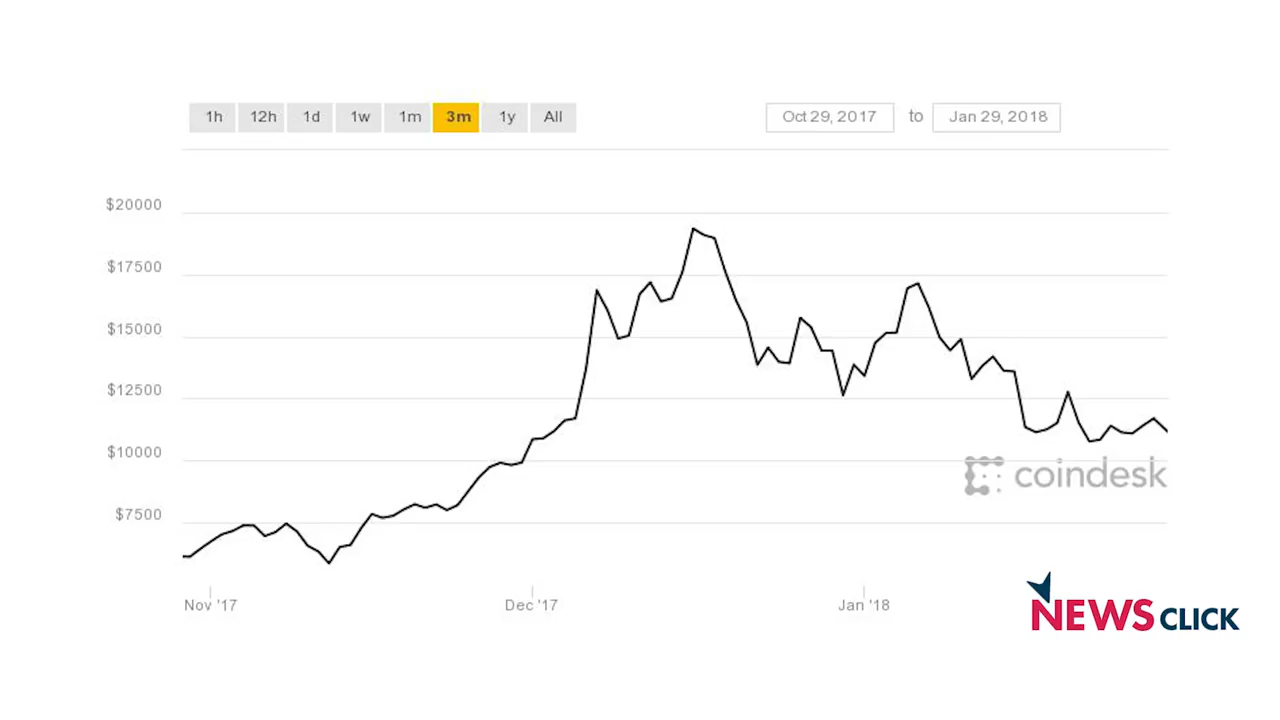 1h 12h 1d 1w 1m 3m 1y All Oct 29, 2017 to Jan 29, 2018
$20000
$17500
$15000
$12500
$10000
coindesk
$7500
Nov '17 Dec '17 Jan '18
NEWS CLICK